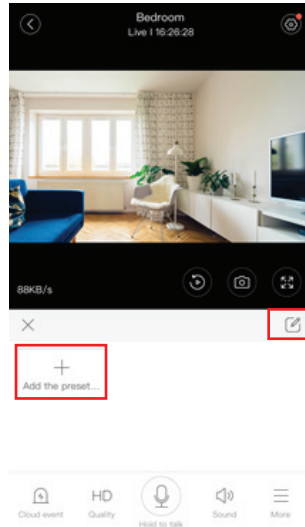 Bedroom
Live I 16:26:28
88KB/s
Add the preset...
HD
Cloud event
Quality
Hold to talk
Sound
More